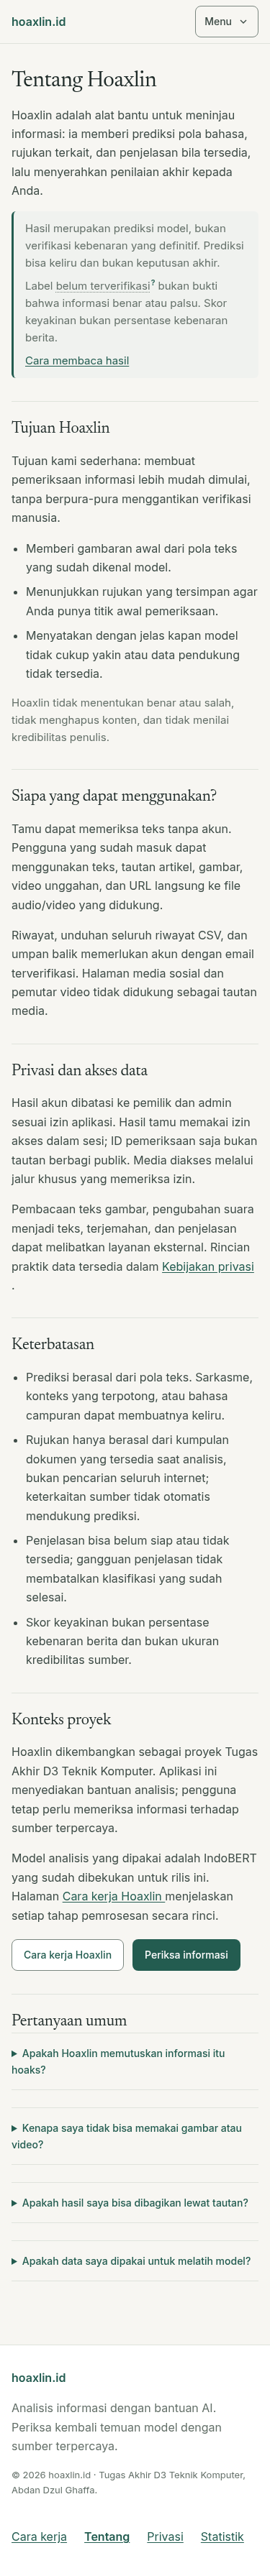 hoaxlin.id
Menu
Tentang Hoaxlin
Hoaxlin adalah alat bantu untuk meninjau
informasi: ia memberi prediksi pola bahasa,
rujukan terkait, dan penjelasan bila tersedia,
lalu menyerahkan penilaian akhir kepada
Anda.
Hasil merupakan prediksi model, bukan
verifikasi kebenaran yang definitif. Prediksi
bisa keliru dan bukan keputusan akhir.
Label belum terverifikasi? bukan bukti
bahwa informasi benar atau palsu. Skor
keyakinan bukan persentase kebenaran
berita.
Cara membaca hasil
Tujuan Hoaxlin
Tujuan kami sederhana: membuat
pemeriksaan informasi lebih mudah dimulai,
tanpa berpura-pura menggantikan verifikasi
manusia.
• Memberi gambaran awal dari pola teks
yang sudah dikenal model.
• Menunjukkan rujukan yang tersimpan agar
Anda punya titik awal pemeriksaan.
• Menyatakan dengan jelas kapan model
tidak cukup yakin atau data pendukung
tidak tersedia.
Hoaxlin tidak menentukan benar atau salah,
tidak menghapus konten, dan tidak menilai
kredibilitas penulis.
Siapa yang dapat menggunakan?
Tamu dapat memeriksa teks tanpa akun.
Pengguna yang sudah masuk dapat
menggunakan teks, tautan artikel, gambar,
video unggahan, dan URL langsung ke file
audio/video yang didukung.
Riwayat, unduhan seluruh riwayat CSV, dan
umpan balik memerlukan akun dengan email
terverifikasi. Halaman media sosial dan
pemutar video tidak didukung sebagai tautan
media.
Privasi dan akses data
Hasil akun dibatasi ke pemilik dan admin
sesuai izin aplikasi. Hasil tamu memakai izin
akses dalam sesi; ID pemeriksaan saja bukan
tautan berbagi publik. Media diakses melalui
jalur khusus yang memeriksa izin.
Pembacaan teks gambar, pengubahan suara
menjadi teks, terjemahan, dan penjelasan
dapat melibatkan layanan eksternal. Rincian
praktik data tersedia dalam Kebijakan privasi
.
Keterbatasan
• Prediksi berasal dari pola teks. Sarkasme,
konteks yang terpotong, atau bahasa
campuran dapat membuatnya keliru.
• Rujukan hanya berasal dari kumpulan
dokumen yang tersedia saat analisis,
bukan pencarian seluruh internet;
keterkaitan sumber tidak otomatis
mendukung prediksi.
• Penjelasan bisa belum siap atau tidak
tersedia; gangguan penjelasan tidak
membatalkan klasifikasi yang sudah
selesai.
• Skor keyakinan bukan persentase
kebenaran berita dan bukan ukuran
kredibilitas sumber.
Konteks proyek
Hoaxlin dikembangkan sebagai proyek Tugas
Akhir D3 Teknik Komputer. Aplikasi ini
menyediakan bantuan analisis; pengguna
tetap perlu memeriksa informasi terhadap
sumber tepercaya.
Model analisis yang dipakai adalah IndoBERT
yang sudah dibekukan untuk rilis ini.
Halaman Cara kerja Hoaxlin menjelaskan
setiap tahap pemrosesan secara rinci.
Cara kerja Hoaxlin
Periksa informasi
Pertanyaan umum
▶ Apakah Hoaxlin memutuskan informasi itu
hoaks?
▶ Kenapa saya tidak bisa memakai gambar atau
video?
▶ Apakah hasil saya bisa dibagikan lewat tautan?
▶ Apakah data saya dipakai untuk melatih model?
hoaxlin.id
Analisis informasi dengan bantuan AI.
Periksa kembali temuan model dengan
sumber tepercaya.
© 2026 hoaxlin.id · Tugas Akhir D3 Teknik Komputer,
Abdan Dzul Ghaffa.
Cara kerja Tentang Privasi Statistik